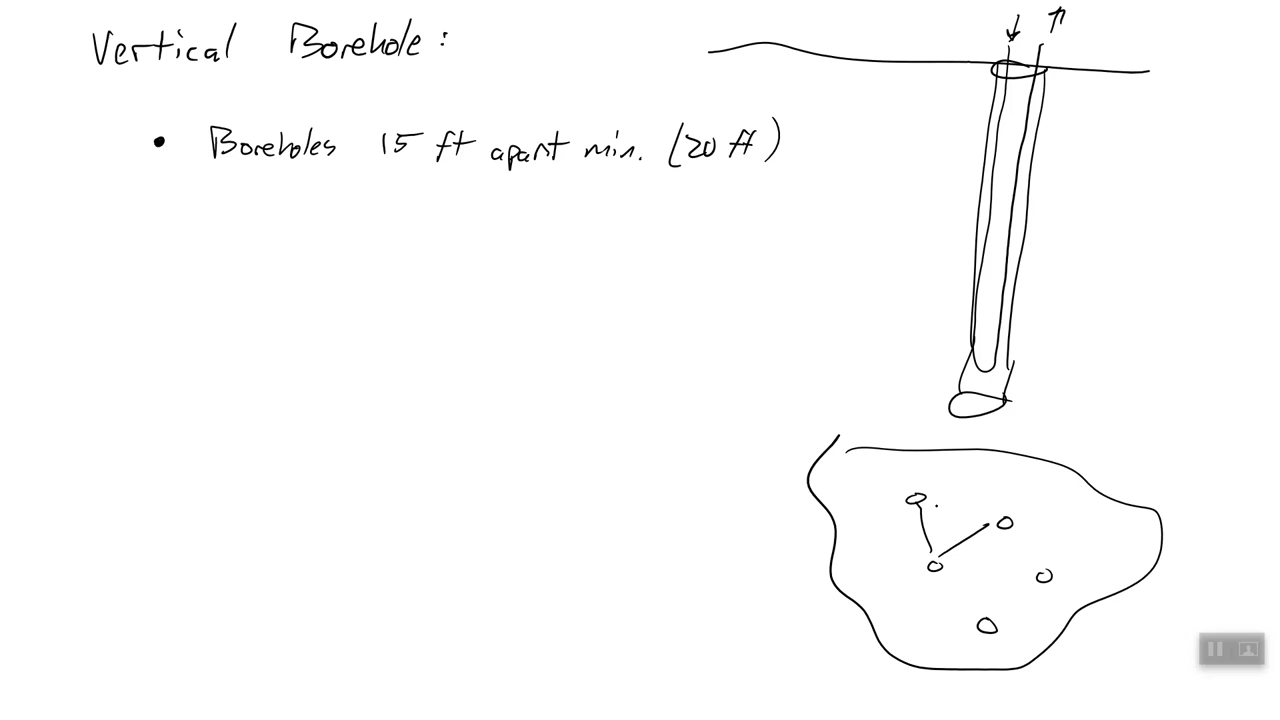 Vertical Borehole:
• Boreholes 15 ft apart min. (20 ft)